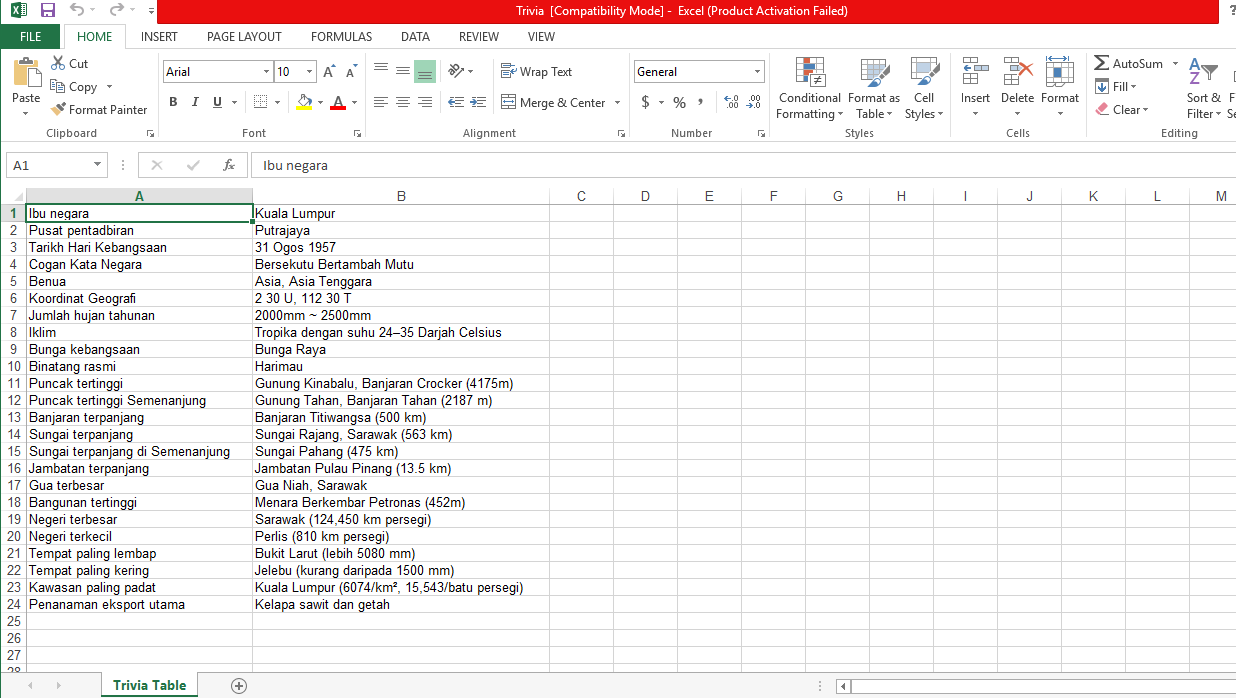 Trivia [Compatibility Mode] - Excel (Product Activation Failed)
?
FILE HOME INSERT PAGE LAYOUT FORMULAS DATA REVIEW VIEW
Cut
Copy
Format Painter
Paste
Clipboard
Arial 10
B I U
Font
Wrap Text
Merge & Center
Alignment
General
$ % ,
Number
Conditional Formatting
Format as Table
Cell Styles
Styles
Insert Delete Format
Cells
AutoSum
Fill
Clear
Sort & Filter
Editing
A1 fx Ibu negara
A B C D E F G H I J K L M
1 Ibu negara Kuala Lumpur
2 Pusat pentadbiran Putrajaya
3 Tarikh Hari Kebangsaan 31 Ogos 1957
4 Cogan Kata Negara Bersekutu Bertambah Mutu
5 Benua Asia, Asia Tenggara
6 Koordinat Geografi 2 30 U, 112 30 T
7 Jumlah hujan tahunan 2000mm ~ 2500mm
8 Iklim Tropika dengan suhu 24–35 Darjah Celsius
9 Bunga kebangsaan Bunga Raya
10 Binatang rasmi Harimau
11 Puncak tertinggi Gunung Kinabalu, Banjaran Crocker (4175m)
12 Puncak tertinggi Semenanjung Gunung Tahan, Banjaran Tahan (2187 m)
13 Banjaran terpanjang Banjaran Titiwangsa (500 km)
14 Sungai terpanjang Sungai Rajang, Sarawak (563 km)
15 Sungai terpanjang di Semenanjung Sungai Pahang (475 km)
16 Jambatan terpanjang Jambatan Pulau Pinang (13.5 km)
17 Gua terbesar Gua Niah, Sarawak
18 Bangunan tertinggi Menara Berkembar Petronas (452m)
19 Negeri terbesar Sarawak (124,450 km persegi)
20 Negeri terkecil Perlis (810 km persegi)
21 Tempat paling lembap Bukit Larut (lebih 5080 mm)
22 Tempat paling kering Jelebu (kurang daripada 1500 mm)
23 Kawasan paling padat Kuala Lumpur (6074/km², 15,543/batu persegi)
24 Penanaman eksport utama Kelapa sawit dan getah
25
26
27
28
Trivia Table